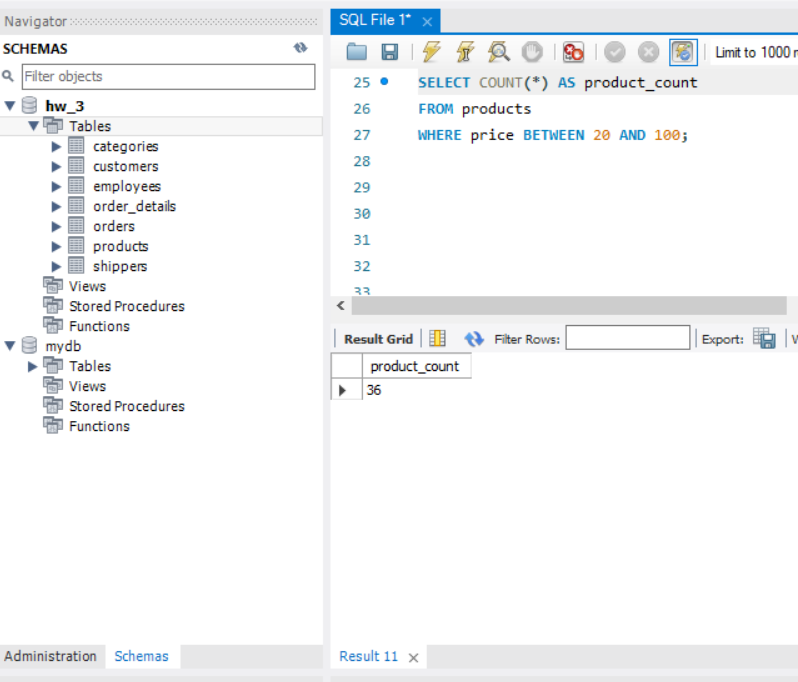 Navigator
SCHEMAS
Filter objects
hw_3
Tables
categories
customers
employees
order_details
orders
products
shippers
Views
Stored Procedures
Functions
mydb
Tables
Views
Stored Procedures
Functions
Administration Schemas
SQL File 1*
Limit to 1000
25 SELECT COUNT(*) AS product_count
26 FROM products
27 WHERE price BETWEEN 20 AND 100;
28
29
30
31
32
33
Result Grid Filter Rows: Export:
product_count
36
Result 11